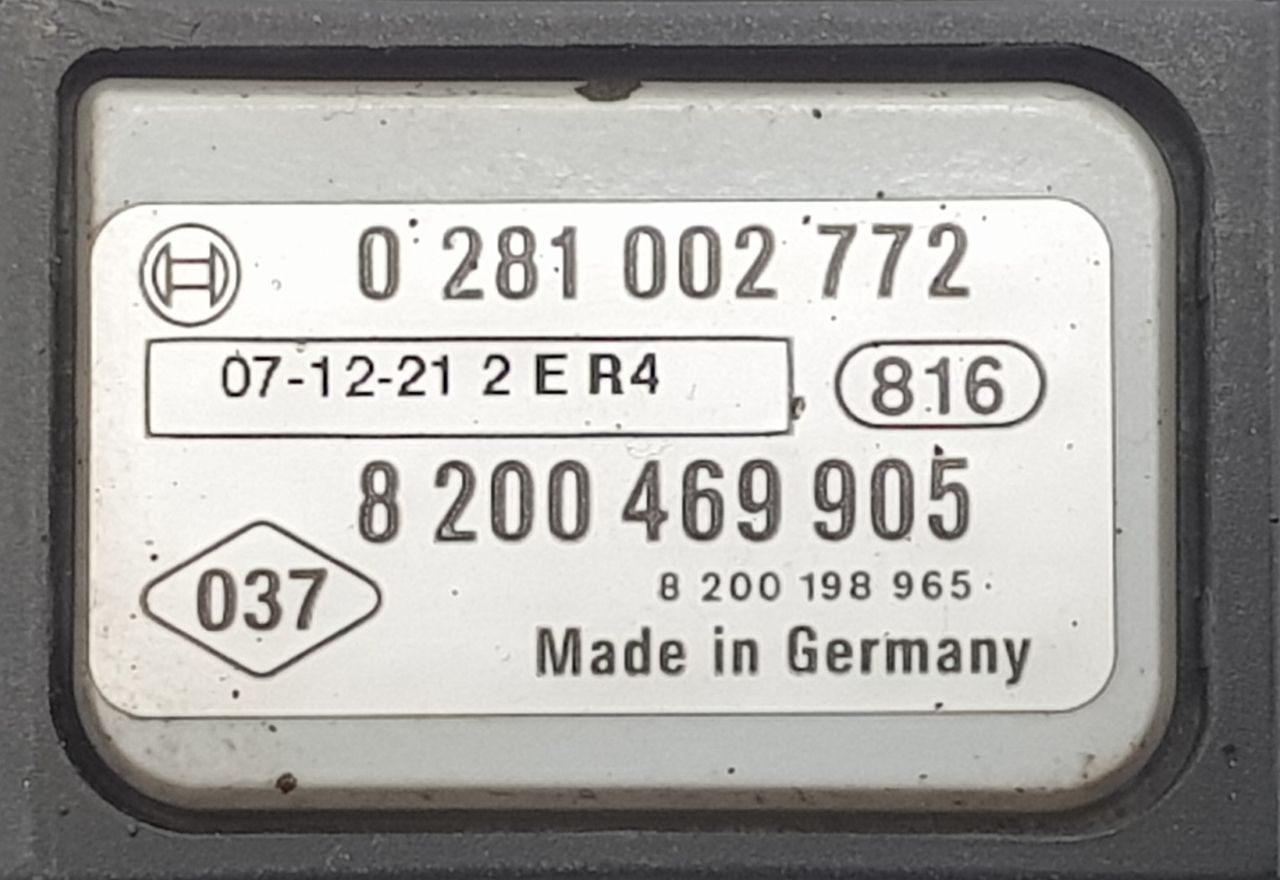 0 281 002 772
07-12-21 2 E R4
816
8 200 469 905
037
8 200 198 965
Made in Germany